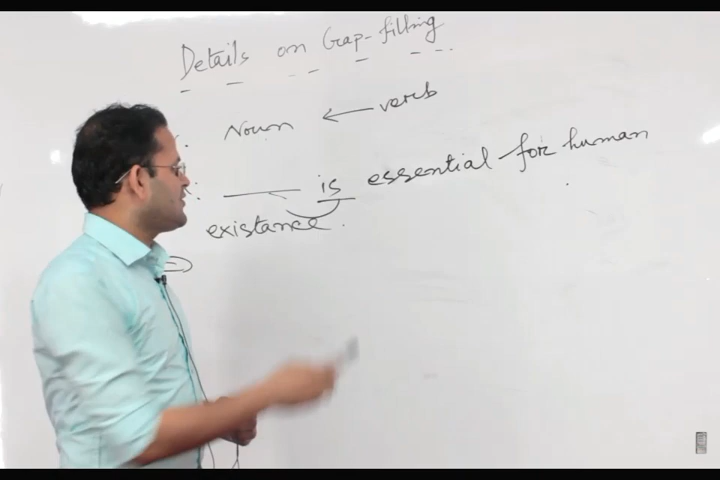 Details on Gap-filling
Noun ← verb
is essential for human
existance.